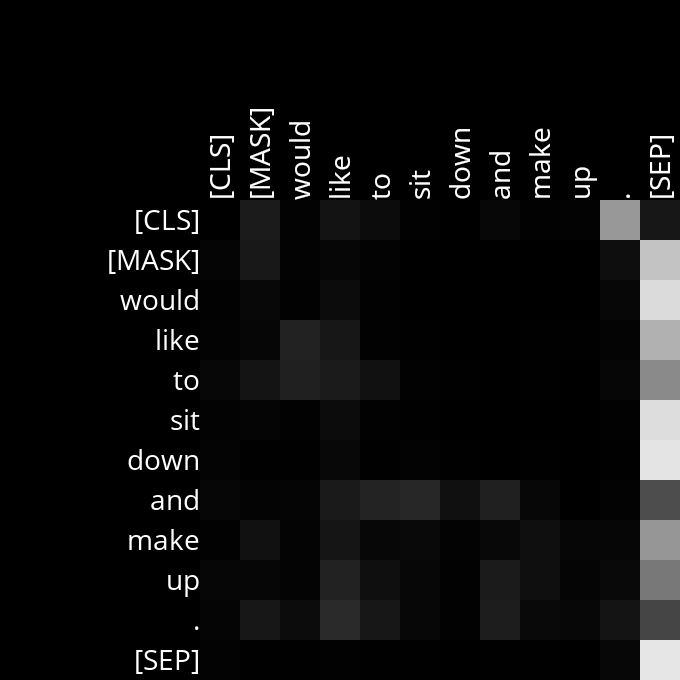 [CLS] [MASK] would like to sit down and make up . [SEP]
[CLS]
[MASK]
would
like
to
sit
down
and
make
up
.
[SEP]